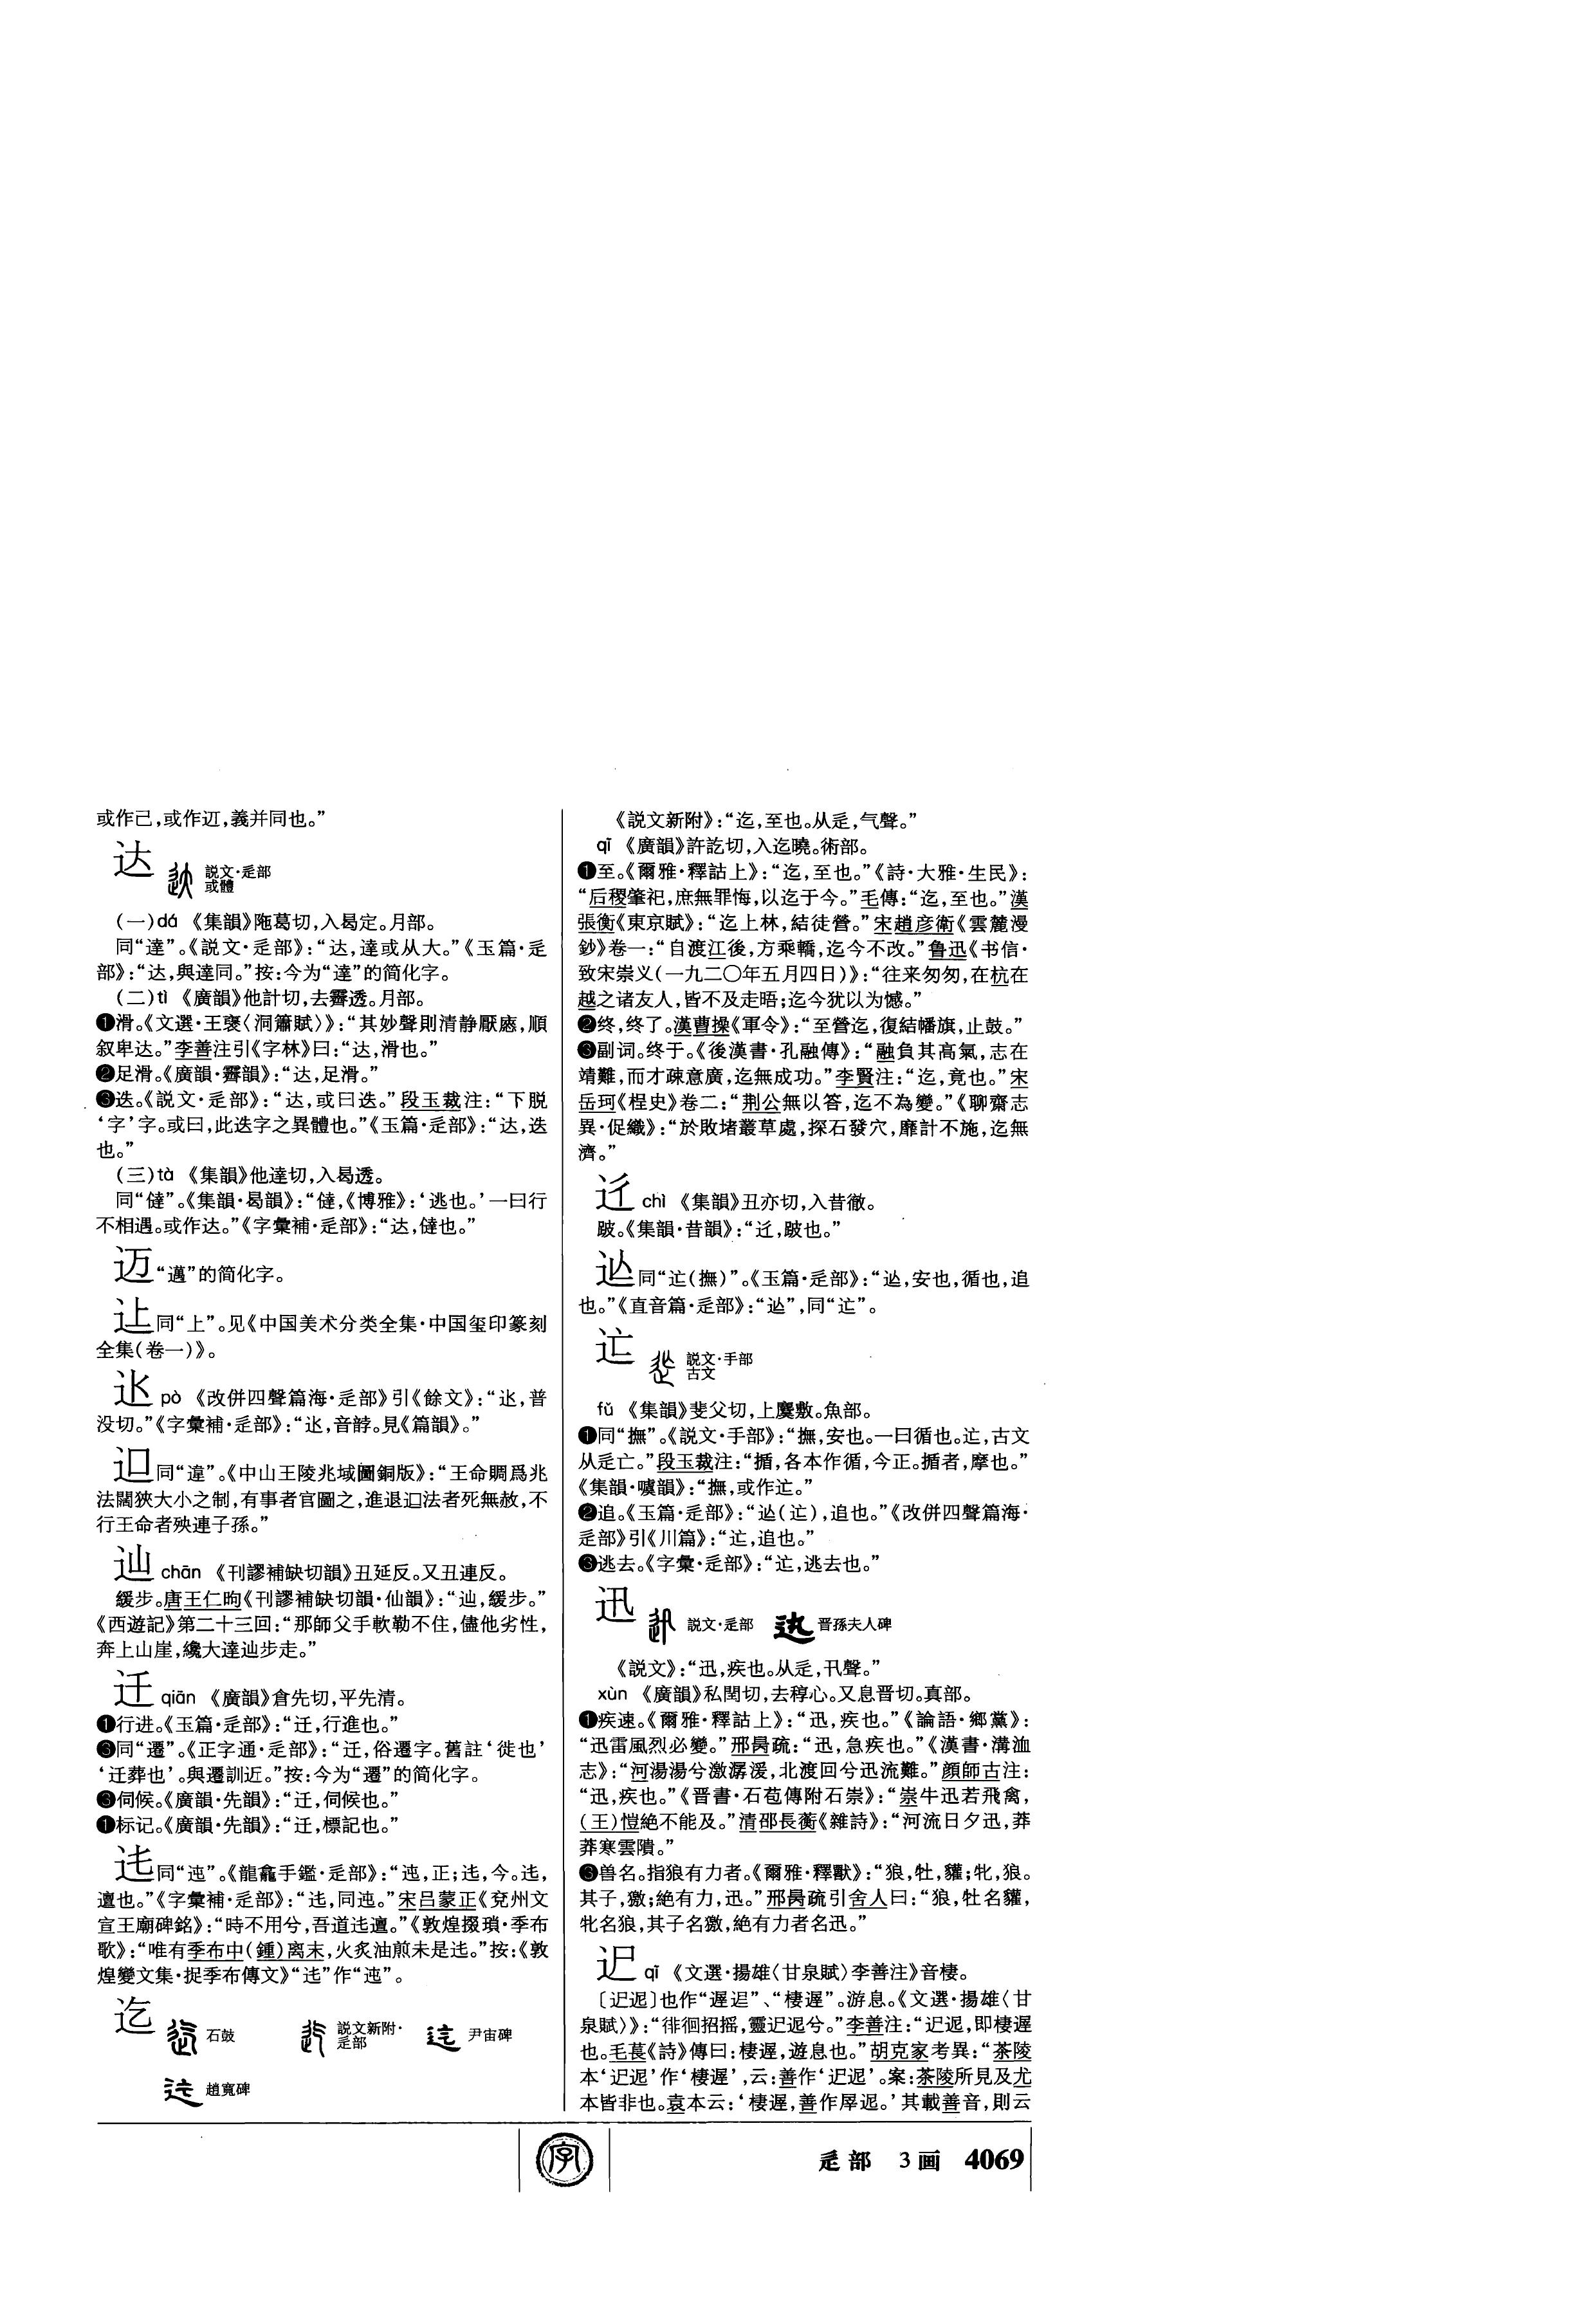 或作己,或作辺,義并同也。”
达 説文·辵部
或體
(一)dá 《集韻》陁葛切,入曷定。月部。
同“達”。《説文·辵部》:“达,達或从大。”《玉篇·辵
部》:“达,與達同。”按:今为“達”的简化字。
(二)tì 《廣韻》他計切,去霽透。月部。
❶滑。《文選·王襃〈洞簫賦〉》:“其妙聲則清静厭㥷,順
叙卑达。”李善注引《字林》曰:“达,滑也。”
❷足滑。《廣韻·霽韻》:“达,足滑。”
❸迭。《説文·辵部》:“达,或曰迭。”段玉裁注:“下脱
‘字’字。或曰,此迭字之異體也。”《玉篇·辵部》:“达,迭
也。”
(三)tà 《集韻》他達切,入曷透。
同“㒓”。《集韻·曷韻》:“㒓,《博雅》:‘逃也。’一曰行
不相遇。或作达。”《字彙補·辵部》:“达,㒓也。”
迈 “邁”的简化字。
让 同“上”。见《中国美术分类全集·中国玺印篆刻
全集(卷一)》。
pò 《改併四聲篇海·辵部》引《餘文》:“,普
没切。”《字彙補·辵部》:“,音誖。見《篇韻》。”
同“違”。《中山王陵兆域圖銅版》:“王命賙爲兆
法闊狹大小之制,有事者官圖之,進退法者死無赦,不
行王命者殃連子孫。”
辿 chān 《刊謬補缺切韻》丑延反。又丑連反。
緩步。唐王仁昫《刊謬補缺切韻·仙韻》:“辿,緩步。”
《西遊記》第二十三回:“那師父手軟勒不住,儘他劣性,
奔上山崖,纔大達辿步走。”
迁 qiān 《廣韻》倉先切,平先清。
❶行进。《玉篇·辵部》:“迁,行進也。”
❸同“遷”。《正字通·辵部》:“迁,俗遷字。舊註‘徙也’
‘迁葬也’。與遷訓近。”按:今为“遷”的简化字。
❸伺候。《廣韻·先韻》:“迁,伺候也。”
❶标记。《廣韻·先韻》:“迁,標記也。”
迍 同“迍”。《龍龕手鑑·辵部》:“迍,正;,今。,
邅也。”《字彙補·辵部》:“,同迍。”宋吕蒙正《兗州文
宣王廟碑銘》:“時不用兮,吾道邅。”《敦煌掇瑣·季布
歌》:“唯有季布中(鍾)离末,火炙油煎未是。”按:《敦
煌變文集·捉季布傳文》“”作“迍”。
迄 石鼓 説文新附· 尹宙碑
辵部
趙寬碑
《説文新附》:“迄,至也。从辵,气聲。”
qī 《廣韻》許訖切,入迄曉。術部。
❶至。《爾雅·釋詁上》:“迄,至也。”《詩·大雅·生民》:
“后稷肇祀,庶無罪悔,以迄于今。”毛傳:“迄,至也。”漢
張衡《東京賦》:“迄上林,結徒營。”宋趙彦衛《雲麓漫
鈔》卷一:“自渡江後,方乘轎,迄今不改。”鲁迅《书信·
致宋崇义(一九二〇年五月四日)》:“往来匆匆,在杭在
越之诸友人,皆不及走晤;迄今犹以为憾。”
❷终,终了。漢曹操《軍令》:“至營迄,復結幡旗,止鼓。”
❸副词。终于。《後漢書·孔融傳》:“融負其高氣,志在
靖難,而才疎意廣,迄無成功。”李賢注:“迄,竟也。”宋
岳珂《桯史》卷二:“荆公無以答,迄不為變。”《聊齋志
異·促織》:“於敗堵叢草處,探石發穴,靡計不施,迄無
濟。”
迻 chì 《集韻》丑亦切,入昔徹。
跛。《集韻·昔韻》:“,跛也。”
同“𨑒(撫)”。《玉篇·辵部》:“,安也,循也,追
也。”《直音篇·辵部》:“”,同“𨑒”。
𨑒 説文·手部
古文
fǔ 《集韻》斐父切,上麌敷。魚部。
❶同“撫”。《説文·手部》:“撫,安也。一曰循也。𨑒,古文
从辵亡。”段玉裁注:“揗,各本作循,今正。揗者,摩也。”
《集韻·噳韻》:“撫,或作𨑒。”
❷追。《玉篇·辵部》:“(𨑒),追也。”《改併四聲篇海·
辵部》引《川篇》:“𨑒,追也。”
❸逃去。《字彙·辵部》:“𨑒,逃去也。”
迅 説文·辵部 晋孫夫人碑
《説文》:“迅,疾也。从辵,卂聲。”
xùn 《廣韻》私閏切,去稕心。又息晋切。真部。
❶疾速。《爾雅·釋詁上》:“迅,疾也。”《論語·鄉黨》:
“迅雷風烈必變。”邢昺疏:“迅,急疾也。”《漢書·溝洫
志》:“河湯湯兮激潺湲,北渡回兮迅流難。”顔師古注:
“迅,疾也。”《晋書·石苞傳附石崇》:“崇牛迅若飛禽,
(王)愷絶不能及。”清邵長蘅《雜詩》:“河流日夕迅,莽
莽寒雲隤。”
❸兽名。指狼有力者。《爾雅·釋獸》:“狼,牡,貛;牝,狼。
其子,獥;絶有力,迅。”邢昺疏引舍人曰:“狼,牡名貛,
牝名狼,其子名獥,絶有力者名迅。”
迉 qī 《文選·揚雄〈甘泉賦〉李善注》音棲。
〔迉迡〕也作“遲迟”、“棲遲”。游息。《文選·揚雄〈甘
泉賦〉》:“徘徊招摇,靈迉迡兮。”李善注:“迉迡,即棲遲
也。毛萇《詩》傳曰:棲遲,遊息也。”胡克家考異:“茶陵
本‘迉迡’作‘棲遲’,云:善作‘迉迡’。案:茶陵所見及尤
本皆非也。袁本云:‘棲遲,善作屖迡。’其載善音,則云
字 辵部 3画 4069